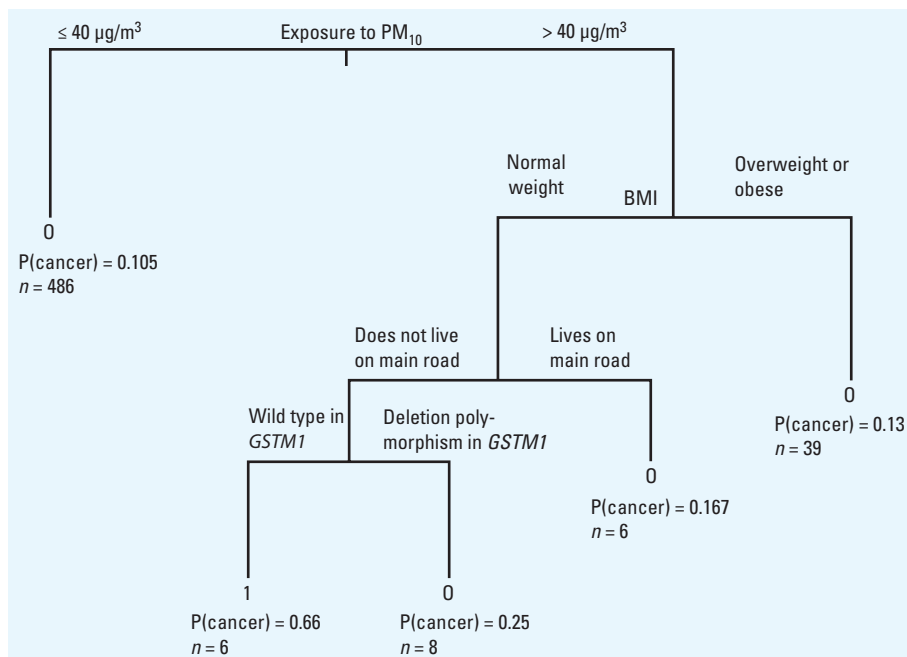 ≤ 40 µg/m³ Exposure to PM₁₀ > 40 µg/m³
Normal
weight
BMI
Overweight or
obese
0
P(cancer) = 0.105
n = 486
Does not live
on main road
Lives on
main road
0
P(cancer) = 0.13
n = 39
Wild type in
GSTM1
Deletion poly-
morphism in GSTM1
0
P(cancer) = 0.167
n = 6
1
P(cancer) = 0.66
n = 6
0
P(cancer) = 0.25
n = 8